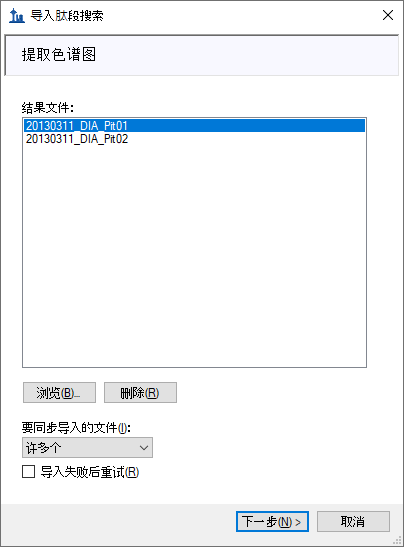 导入肽段搜索
提取色谱图
结果文件:
20130311_DIA_Pit01
20130311_DIA_Pit02
浏览(B)...
删除(R)
要同步导入的文件(I):
许多个
导入失败后重试(R)
下一步(N) >
取消